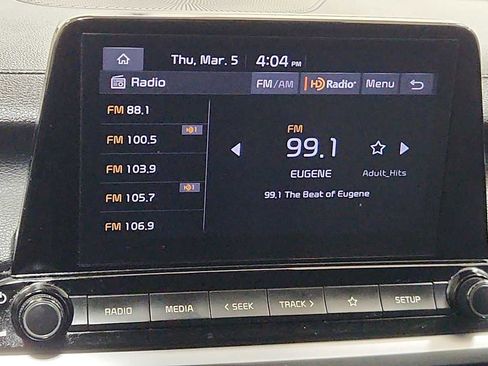 Thu, Mar. 5 4:04 PM
Radio FM/AM HD Radio Menu
FM 88.1
HD1
FM 100.5
FM 103.9
HD1
FM 105.7
FM 106.9
FM
99.1
EUGENE Adult_Hits
99.1 The Beat of Eugene
RADIO MEDIA < SEEK TRACK > SETUP